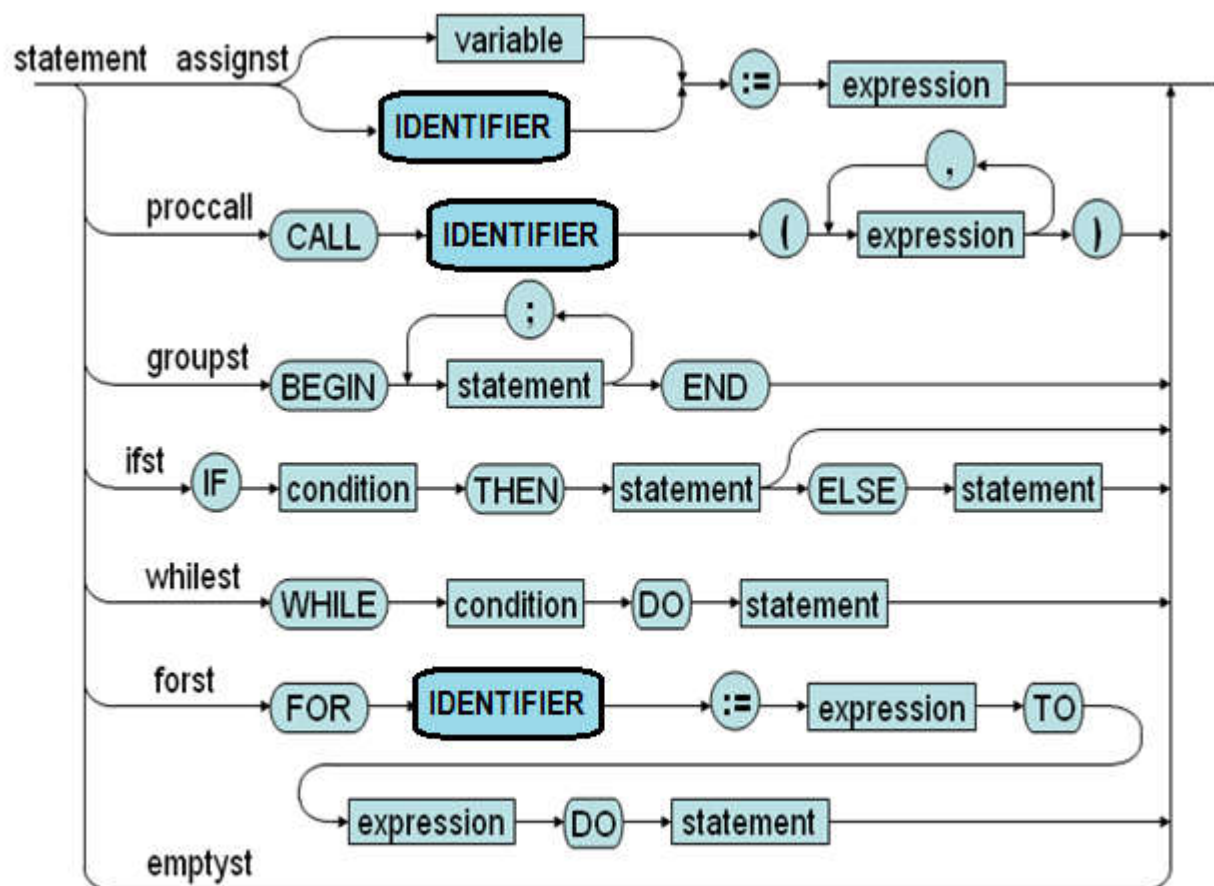 variable
statement assignst := expression
IDENTIFIER
,
proccall CALL IDENTIFIER ( expression )
;
groupst BEGIN statement END
ifst IF condition THEN statement ELSE statement
whilest WHILE condition DO statement
forst FOR IDENTIFIER := expression TO
expression DO statement
emptyst